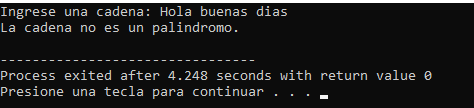 Ingrese una cadena: Hola buenas dias
La cadena no es un palindromo.
--------------------------------
Process exited after 4.248 seconds with return value 0
Presione una tecla para continuar . . .